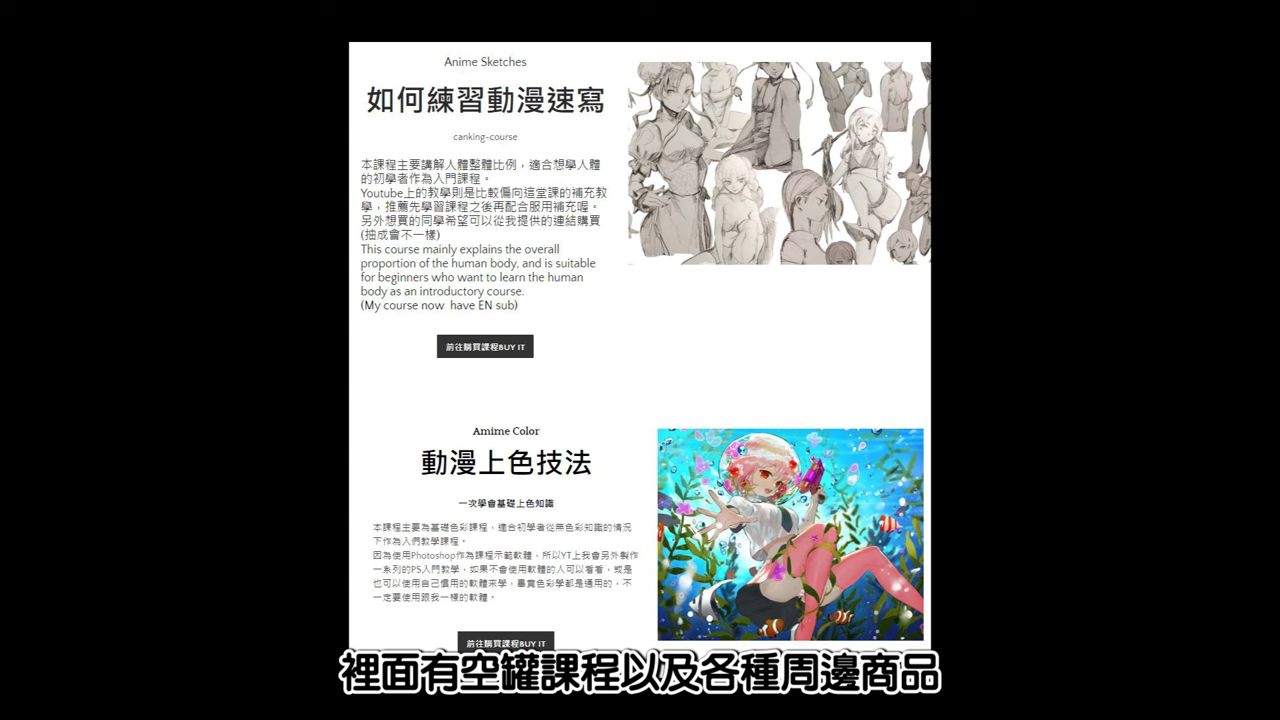 Anime Sketches
如何練習動漫速寫
canking-course
本課程主要講解人體整體比例，適合想學人體
的初學者作為入門課程。
Youtube上的教學則是比較偏向這堂課的補充教
學，推薦先學習課程之後再配合服用補充喔。
另外想買的同學希望可以從我提供的連結購買
(抽成會不一樣)
This course mainly explains the overall
proportion of the human body, and is suitable
for beginners who want to learn the human
body as an introductory course.
(My course now have EN sub)
前往購買課程BUY IT
Amime Color
動漫上色技法
一次學會基礎上色知識
本課程主要為基礎色彩課程，適合初學者從無色彩知識的情況
下作為人們教學課程。
因為使用Photoshop作為課程示範軟體、所以YT上我會另外製作
一系列的PS入門教學，如果不會使用軟體的人可以看看，或是
也可以使用自己慣用的軟體來學，畢竟色彩學都是通用的，不
一定要使用跟我一樣的軟體。
前往購買課程BUY IT
裡面有空罐課程以及各種周邊商品